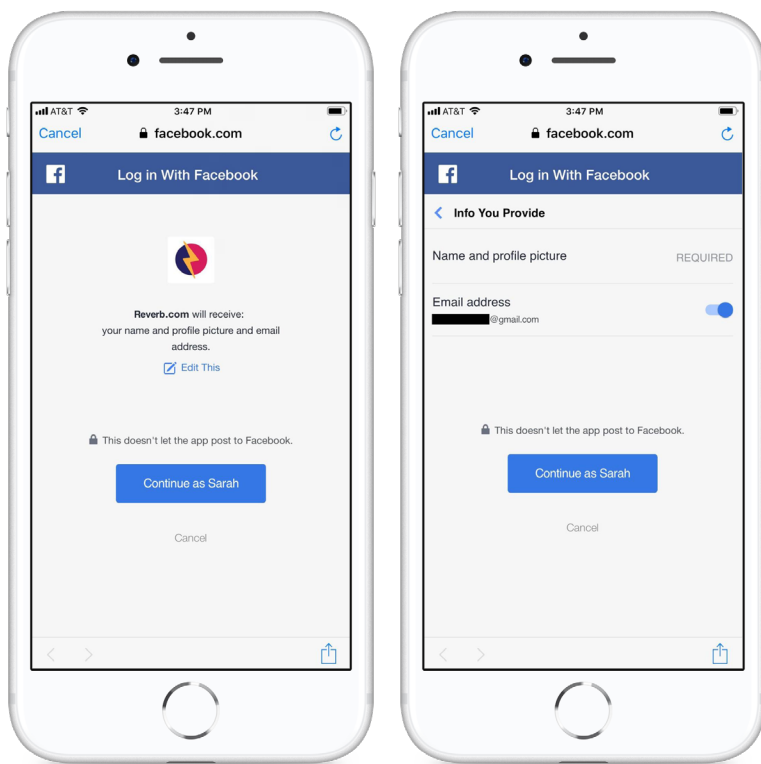 AT&T 3:47 PM
Cancel facebook.com
Log in With Facebook
Reverb.com will receive:
your name and profile picture and email
address.
Edit This
This doesn't let the app post to Facebook.
Continue as Sarah
Cancel
AT&T 3:47 PM
Cancel facebook.com
Log in With Facebook
Info You Provide
Name and profile picture REQUIRED
Email address
@gmail.com
This doesn't let the app post to Facebook.
Continue as Sarah
Cancel